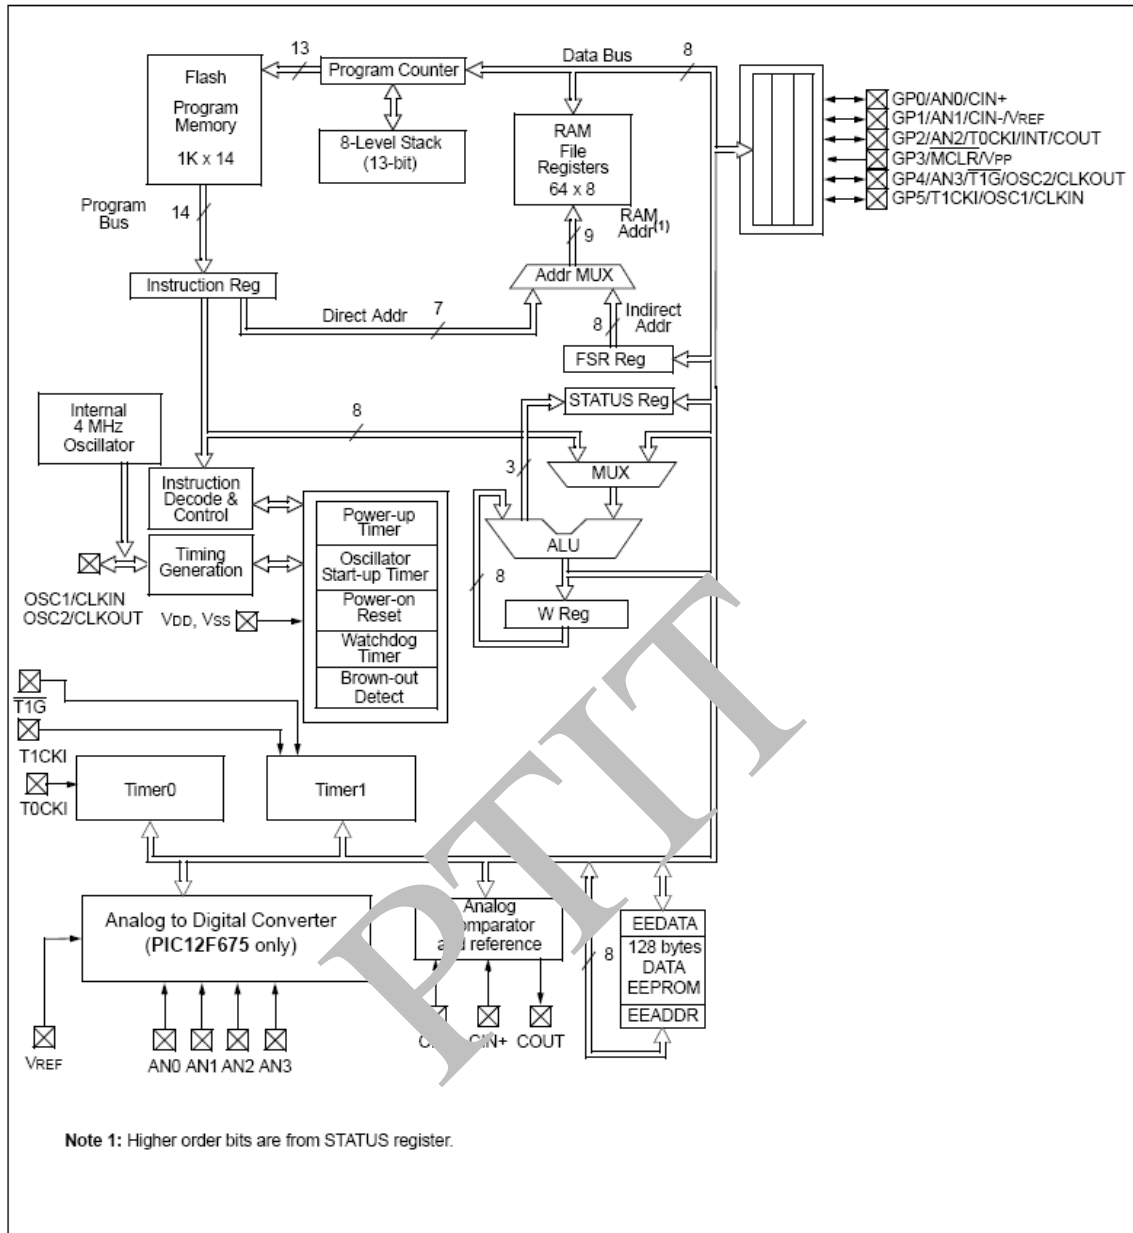 Flash
Program
Memory
1K x 14
13
Program Counter
8-Level Stack
(13-bit)
Data Bus
8
RAM
File
Registers
64 x 8
GP0/AN0/CIN+
GP1/AN1/CIN-/VREF
GP2/AN2/T0CKI/INT/COUT
GP3/MCLR/VPP
GP4/AN3/T1G/OSC2/CLKOUT
GP5/T1CKI/OSC1/CLKIN
Program
Bus
14
RAM
Addr(1)
9
Addr MUX
Instruction Reg
Direct Addr
7
Indirect
Addr
8
FSR Reg
STATUS Reg
Internal
4 MHz
Oscillator
8
3
MUX
Instruction
Decode &
Control
Timing
Generation
OSC1/CLKIN
OSC2/CLKOUT
VDD, VSS
Power-up
Timer
Oscillator
Start-up Timer
Power-on
Reset
Watchdog
Timer
Brown-out
Detect
ALU
8
W Reg
T1G
T1CKI
T0CKI
Timer0
Timer1
Analog to Digital Converter
(PIC12F675 only)
VREF
AN0 AN1 AN2 AN3
Analog
Comparator
and reference
CIN+ COUT
8
EEDATA
128 bytes
DATA
EEPROM
EEADDR
PTIT
Note 1: Higher order bits are from STATUS register.